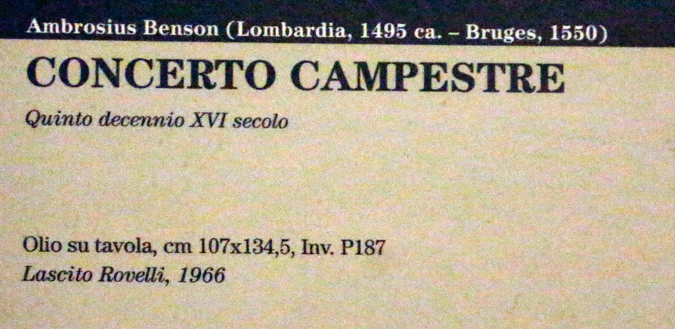 Ambrosius Benson (Lombardia, 1495 ca. – Bruges, 1550)
CONCERTO CAMPESTRE
Quinto decennio XVI secolo
Olio su tavola, cm 107x134,5, Inv. P187
Lascito Rovelli, 1966